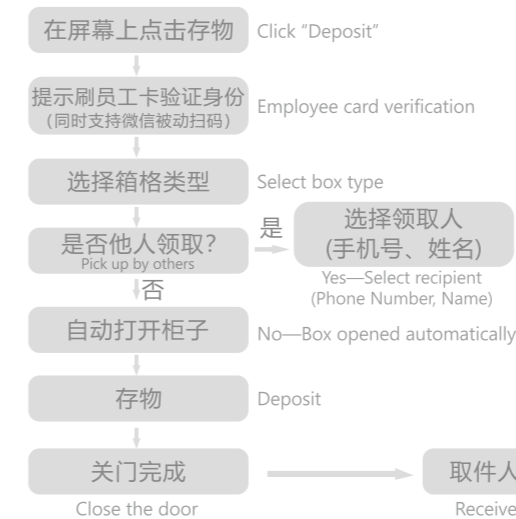 在屏幕上点击存物
Click “Deposit”
提示刷员工卡验证身份
（同时支持微信被动扫码）
Employee card verification
选择箱格类型
Select box type
是否他人领取？
Pick up by others
是
选择领取人
(手机号、姓名)
Yes—Select recipient
(Phone Number, Name)
否
自动打开柜子
No—Box opened automatically
存物
Deposit
关门完成
Close the door
取件人
Receive